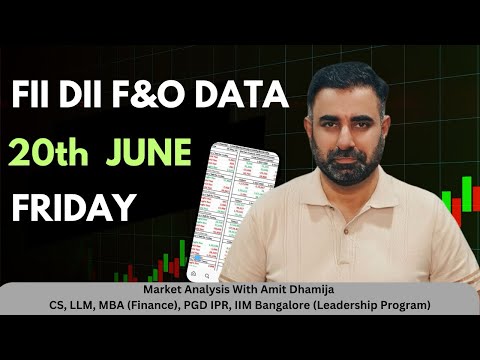 FII DII F&O DATA
20th JUNE
FRIDAY
Market Analysis With Amit Dhamija
CS, LLM, MBA (Finance), PGD IPR, IIM Bangalore (Leadership Program)